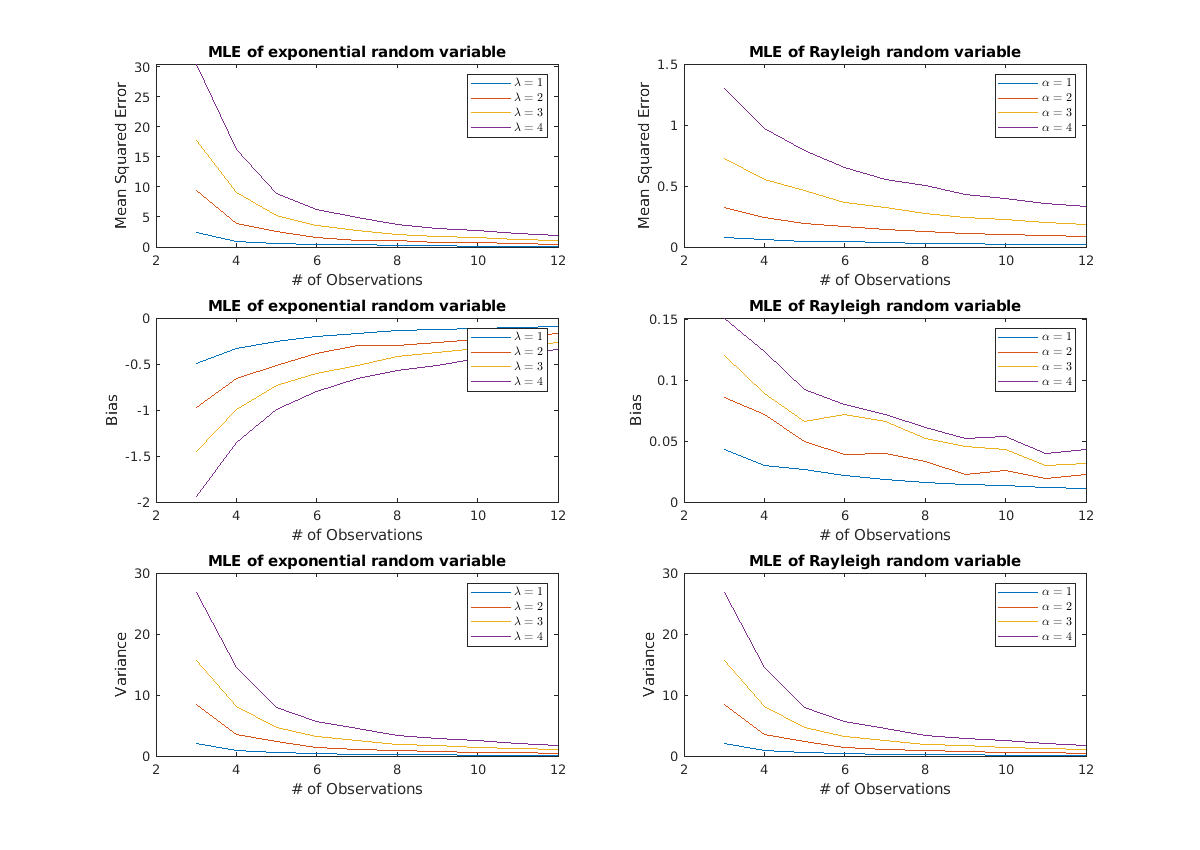 MLE of exponential random variable
Mean Squared Error
30
25
20
15
10
5
0
λ = 1
λ = 2
λ = 3
λ = 4
2 4 6 8 10 12
# of Observations
MLE of Rayleigh random variable
Mean Squared Error
1.5
1
0.5
0
α = 1
α = 2
α = 3
α = 4
2 4 6 8 10 12
# of Observations
MLE of exponential random variable
Bias
0
-0.5
-1
-1.5
-2
λ = 1
λ = 2
λ = 3
λ = 4
2 4 6 8 10 12
# of Observations
MLE of Rayleigh random variable
Bias
0.15
0.1
0.05
0
α = 1
α = 2
α = 3
α = 4
2 4 6 8 10 12
# of Observations
MLE of exponential random variable
Variance
30
20
10
0
λ = 1
λ = 2
λ = 3
λ = 4
2 4 6 8 10 12
# of Observations
MLE of Rayleigh random variable
Variance
30
20
10
0
α = 1
α = 2
α = 3
α = 4
2 4 6 8 10 12
# of Observations